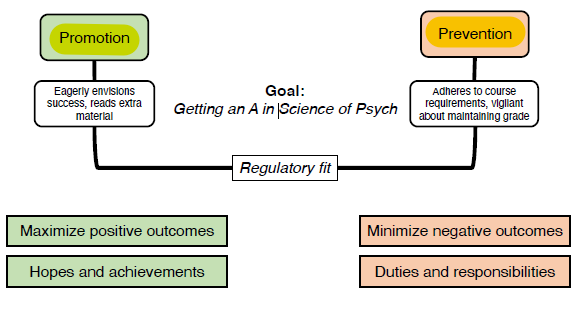 Promotion
Prevention
Eagerly envisions
success, reads extra
material
Goal:
Getting an A in Science of Psych
Adheres to course
requirements, vigilant
about maintaining grade
Regulatory fit
Maximize positive outcomes
Minimize negative outcomes
Hopes and achievements
Duties and responsibilities